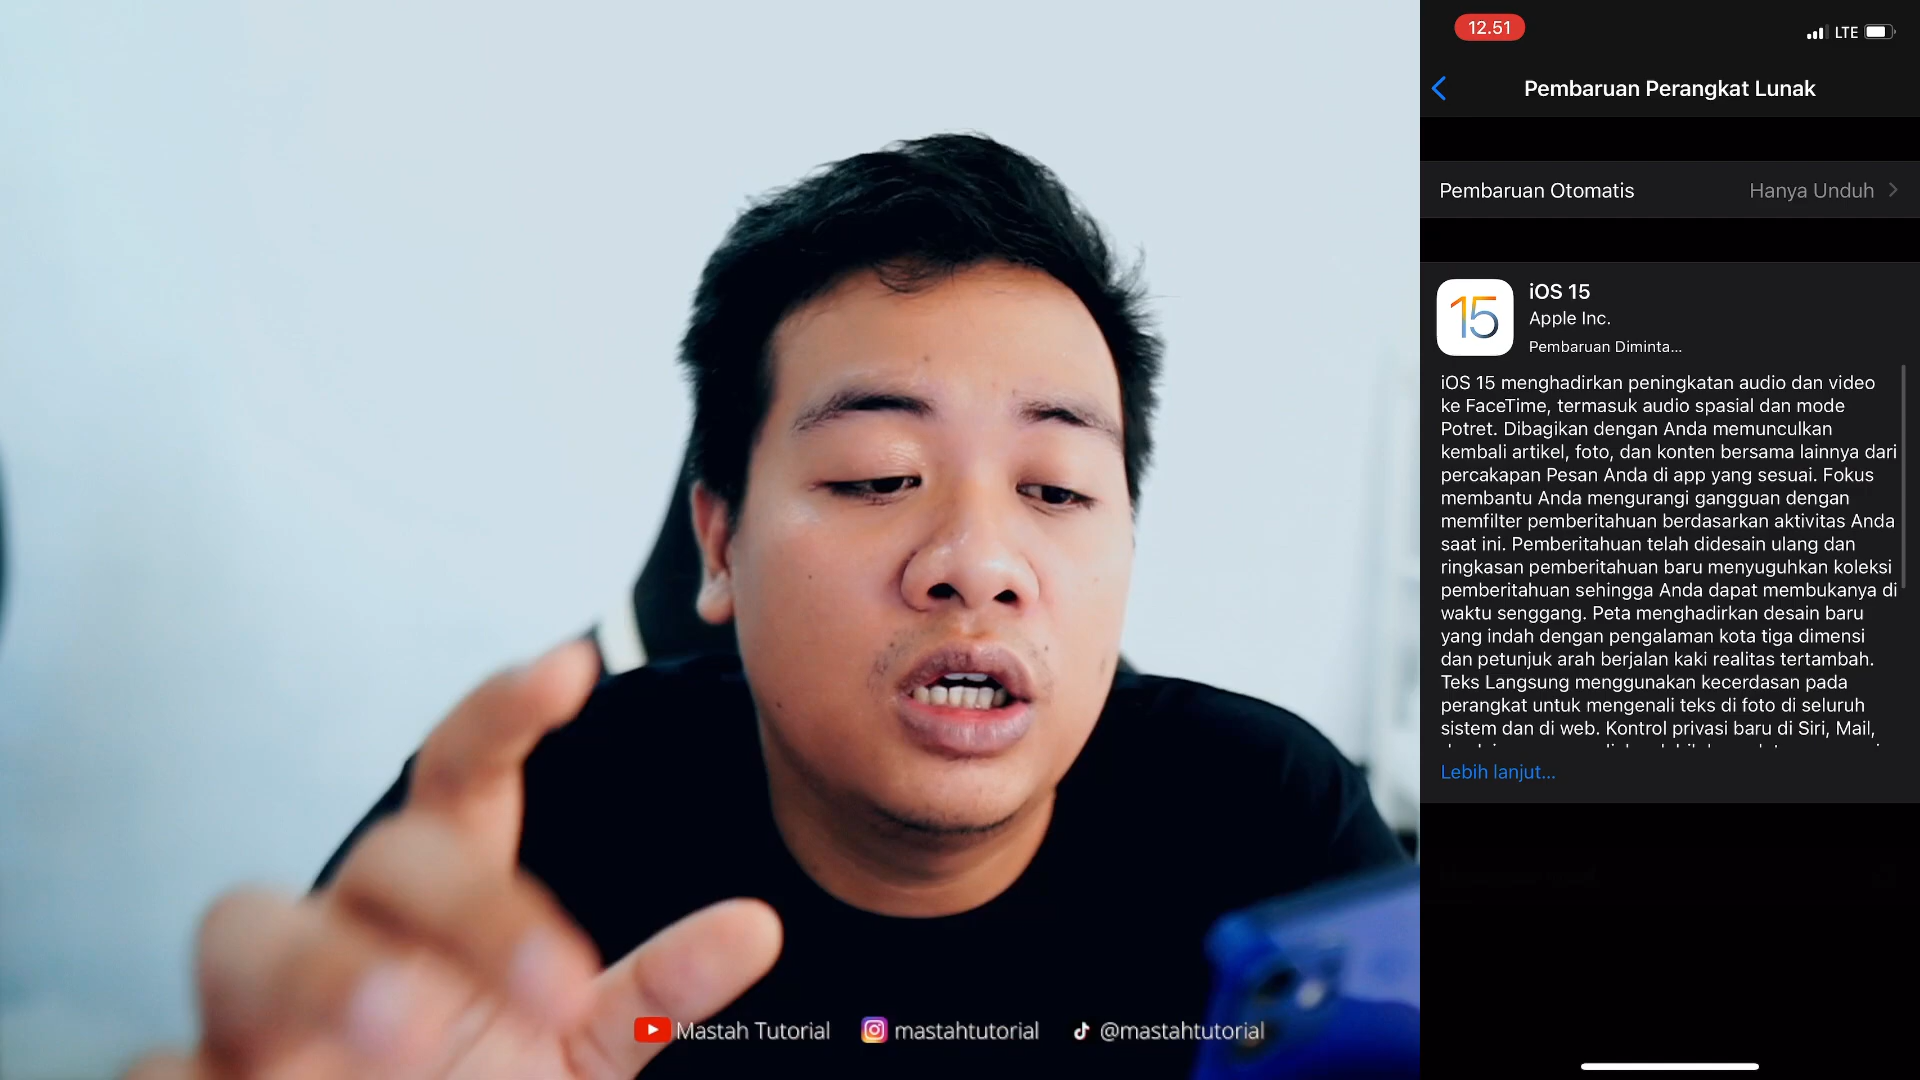 12.51
LTE
Pembaruan Perangkat Lunak
Pembaruan Otomatis
Hanya Unduh
15
iOS 15
Apple Inc.
Pembaruan Diminta...
iOS 15 menghadirkan peningkatan audio dan video
ke FaceTime, termasuk audio spasial dan mode
Potret. Dibagikan dengan Anda memunculkan
kembali artikel, foto, dan konten bersama lainnya dari
percakapan Pesan Anda di app yang sesuai. Fokus
membantu Anda mengurangi gangguan dengan
memfilter pemberitahuan berdasarkan aktivitas Anda
saat ini. Pemberitahuan telah didesain ulang dan
ringkasan pemberitahuan baru menyuguhkan koleksi
pemberitahuan sehingga Anda dapat membukanya di
waktu senggang. Peta menghadirkan desain baru
yang indah dengan pengalaman kota tiga dimensi
dan petunjuk arah berjalan kaki realitas tertambah.
Teks Langsung menggunakan kecerdasan pada
perangkat untuk mengenali teks di foto di seluruh
sistem dan di web. Kontrol privasi baru di Siri, Mail,
Lebih lanjut...
Mastah Tutorial
mastahtutorial
@mastahtutorial